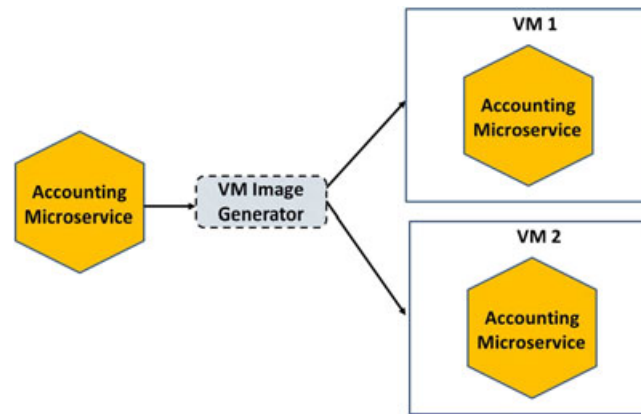 Accounting
Microservice
VM Image
Generator
VM 1
Accounting
Microservice
VM 2
Accounting
Microservice